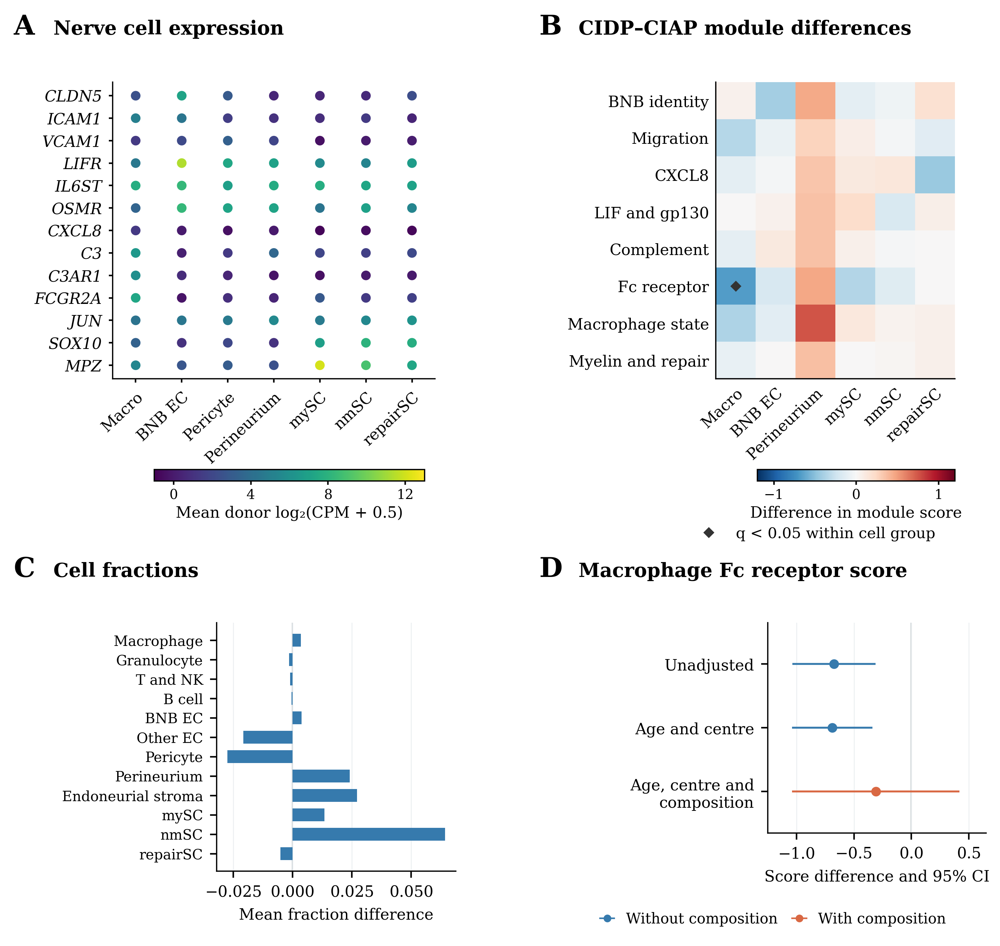 A Nerve cell expression
CLDN5
ICAM1
VCAM1
LIFR
IL6ST
OSMR
CXCL8
C3
C3AR1
FCGR2A
JUN
SOX10
MPZ
Macro
BNB EC
Pericyte
Perineurium
mySC
nmSC
repairSC
0 4 8 12
Mean donor log₂(CPM + 0.5)
B CIDP–CIAP module differences
BNB identity
Migration
CXCL8
LIF and gp130
Complement
Fc receptor
Macrophage state
Myelin and repair
Macro
BNB EC
Perineurium
mySC
nmSC
repairSC
−1 0 1
Difference in module score
q < 0.05 within cell group
C Cell fractions
Macrophage
Granulocyte
T and NK
B cell
BNB EC
Other EC
Pericyte
Perineurium
Endoneurial stroma
mySC
nmSC
repairSC
−0.025 0.000 0.025 0.050
Mean fraction difference
D Macrophage Fc receptor score
Unadjusted
Age and centre
Age, centre and
composition
−1.0 −0.5 0.0 0.5
Score difference and 95% CI
Without composition With composition